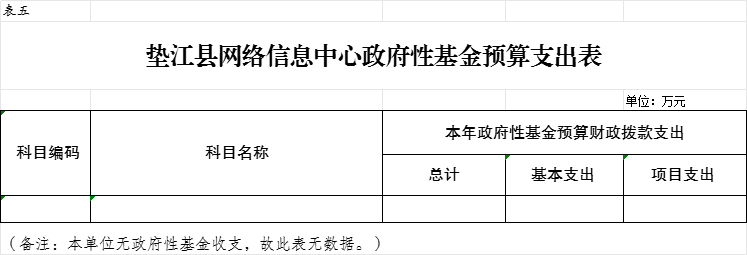 表五
垫江县网络信息中心政府性基金预算支出表
单位：万元
科目编码 科目名称 本年政府性基金预算财政拨款支出
总计 基本支出 项目支出
（备注：本单位无政府性基金收支，故此表无数据。）